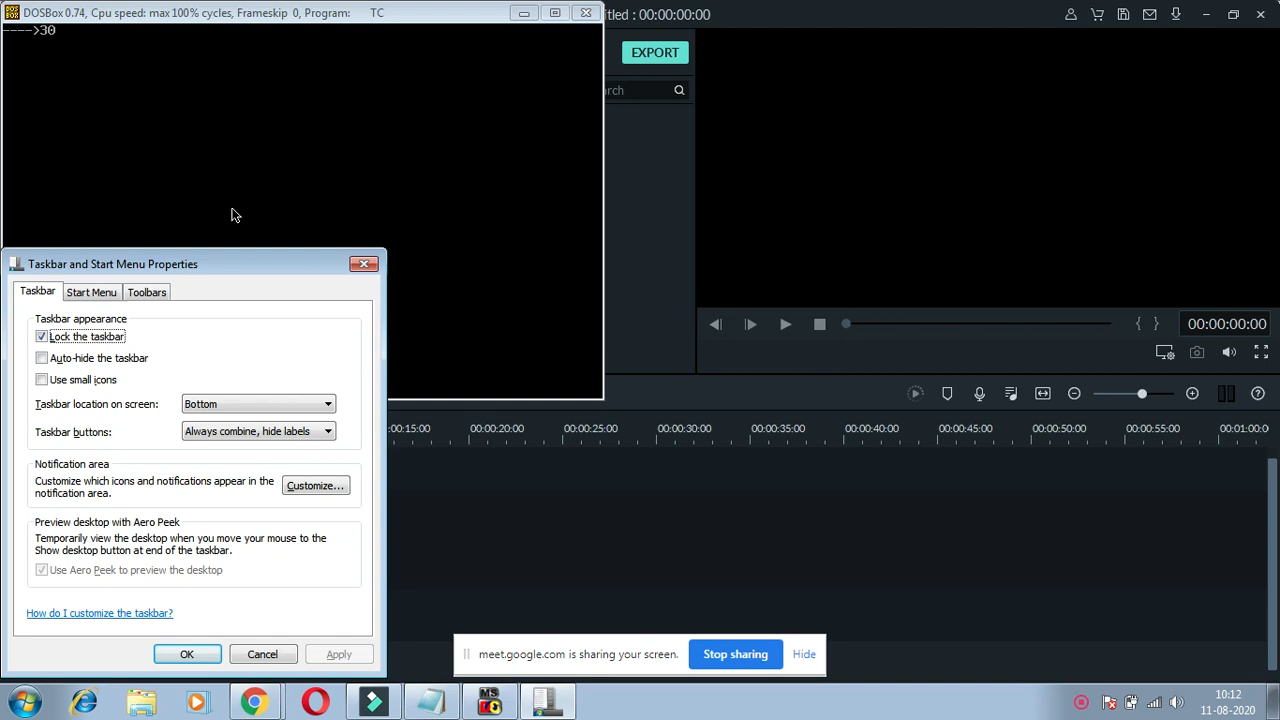 DOSBox 0.74, Cpu speed: max 100% cycles, Frameskip 0, Program: TC
ntitled : 00:00:00:00
---->30
EXPORT
arch
Taskbar and Start Menu Properties
Taskbar
Start Menu
Toolbars
Taskbar appearance
Lock the taskbar
Auto-hide the taskbar
Use small icons
Taskbar location on screen:
Bottom
Taskbar buttons:
Always combine, hide labels
Notification area
Customize which icons and notifications appear in the
notification area.
Customize...
Preview desktop with Aero Peek
Temporarily view the desktop when you move your mouse to the
Show desktop button at end of the taskbar.
Use Aero Peek to preview the desktop
How do I customize the taskbar?
OK
Cancel
Apply
{ }
00:00:00:00
:00:15:00
00:00:20:00
00:00:25:00
00:00:30:00
00:00:35:00
00:00:40:00
00:00:45:00
00:00:50:00
00:00:55:00
00:01:00:0
meet.google.com is sharing your screen.
Stop sharing
Hide
MS
10:12
11-08-2020